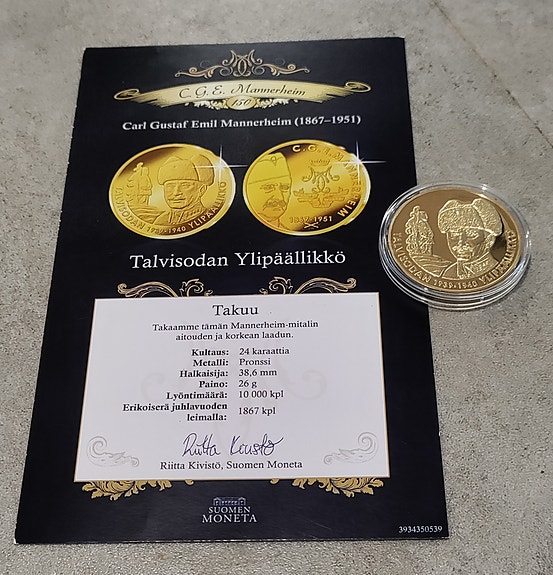 C. G. E. Mannerheim
150
Carl Gustaf Emil Mannerheim (1867–1951)
TALVISODAN 1939-1940 YLIPÄÄLLIKKÖ
C. G. E. MANNERHEIM
1867 1951
Talvisodan Ylipäällikkö
TALVISODAN 1939-1940 YLIPÄÄLLIKKÖ
Takuu
Takaamme tämän Mannerheim-mitalin
aitouden ja korkean laadun.
Kultaus: 24 karaattia
Metalli: Pronssi
Halkaisija: 38,6 mm
Paino: 26 g
Lyöntimäärä: 10 000 kpl
Erikoiserä juhlavuoden
leimalla: 1867 kpl
Riitta Kivistö
Riitta Kivistö, Suomen Moneta
SUOMEN
MONETA
3934350539